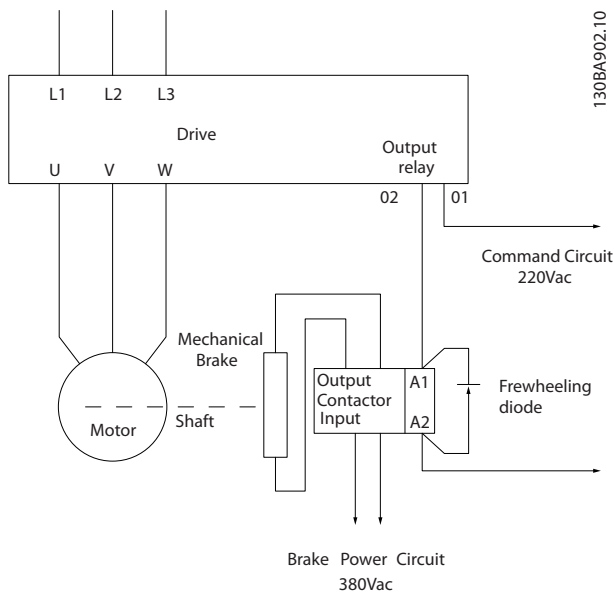 130BA902.10
L1 L2 L3
Drive
Output
relay
U V W
02 01
Command Circuit
220Vac
Mechanical
Brake
Output
Contactor
Input
A1
A2
Frewheeling
diode
Shaft
Motor
Brake Power Circuit
380Vac